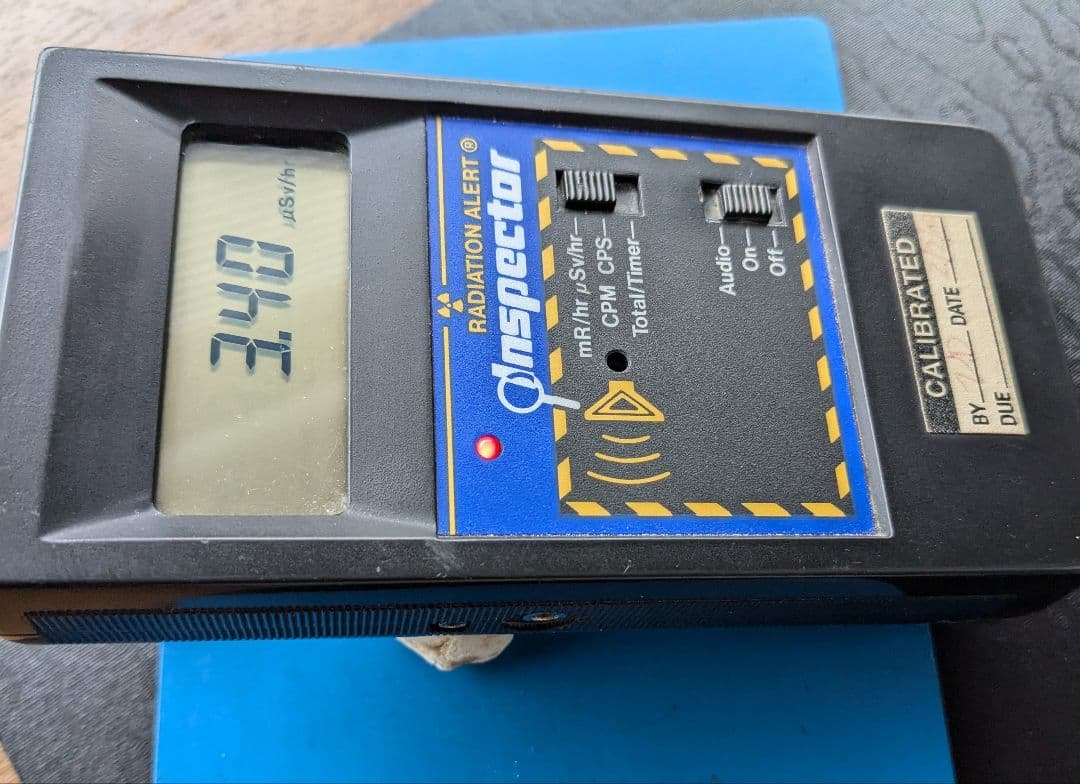 3.40 µSv/hr
RADIATION ALERT®
Inspector
mR/hr µSv/hr
CPM CPS
Total/Timer
Audio
On
Off
CALIBRATED
BY DATE
DUE